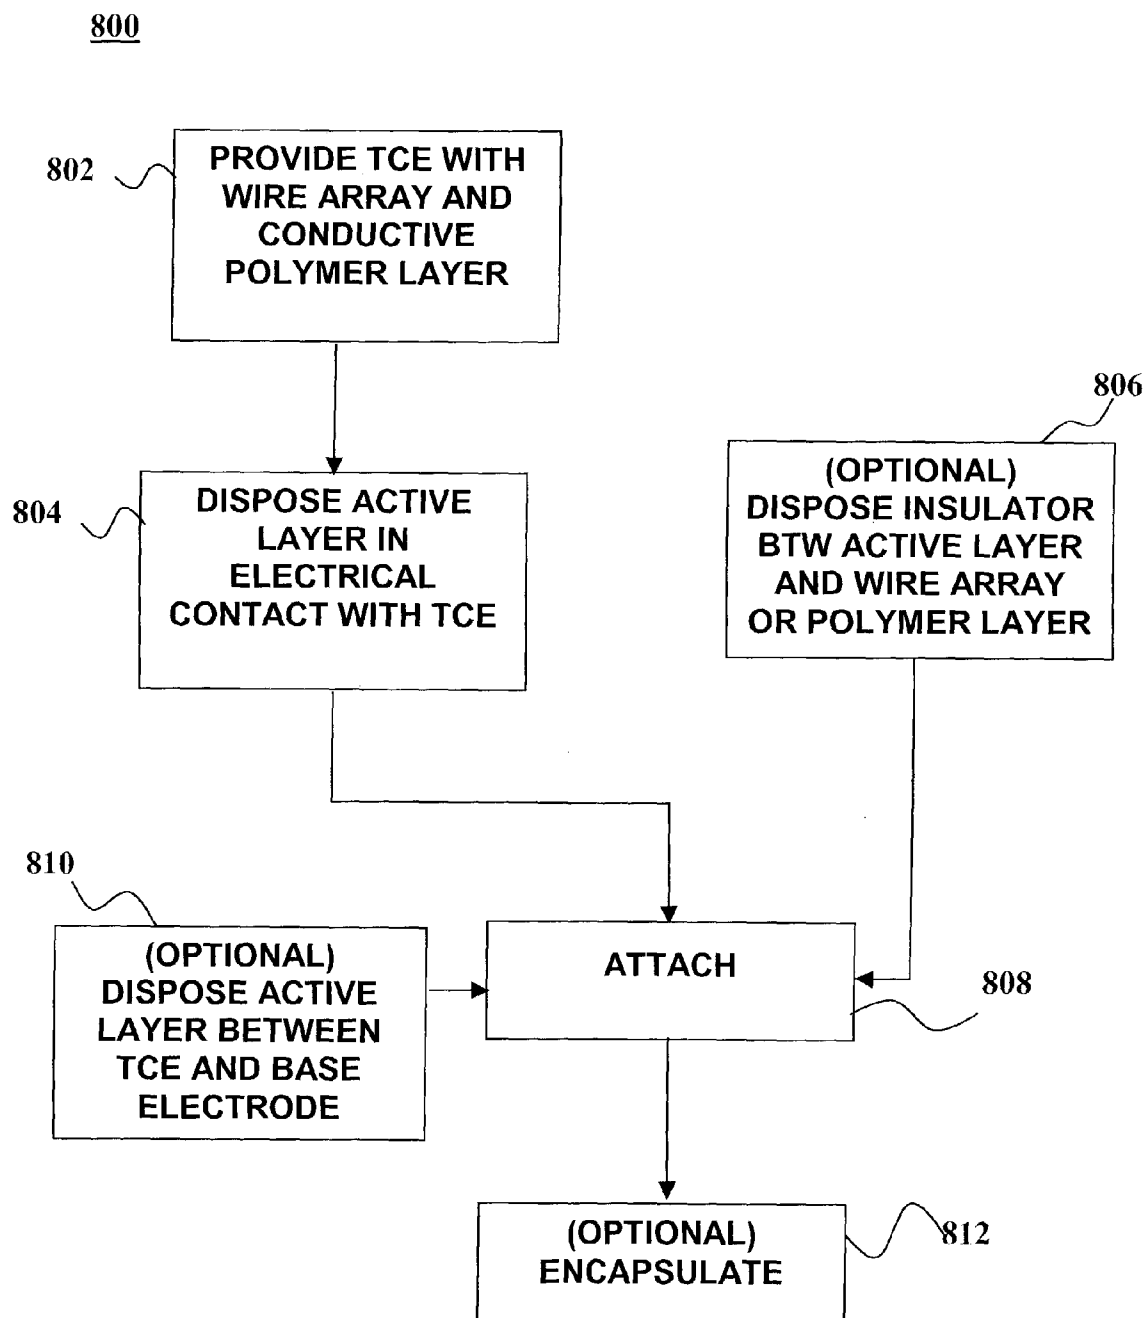 800
802
PROVIDE TCE WITH
WIRE ARRAY AND
CONDUCTIVE
POLYMER LAYER
806
804
DISPOSE ACTIVE
LAYER IN
ELECTRICAL
CONTACT WITH TCE
(OPTIONAL)
DISPOSE INSULATOR
BTW ACTIVE LAYER
AND WIRE ARRAY
OR POLYMER LAYER
810
(OPTIONAL)
DISPOSE ACTIVE
LAYER BETWEEN
TCE AND BASE
ELECTRODE
ATTACH
808
(OPTIONAL)
ENCAPSULATE
812